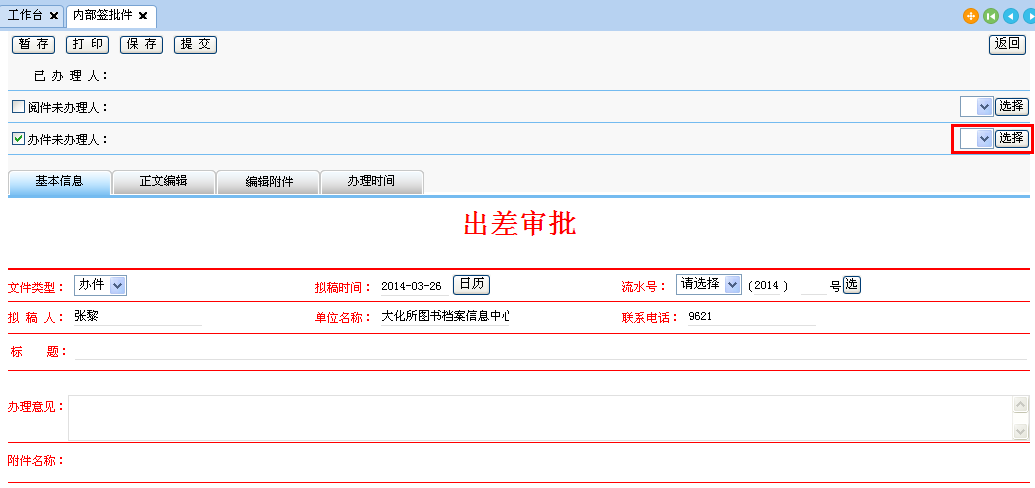 工作台 内部签批件
暂 存 打 印 保 存 提 交 返回
已 办 理 人：
阅件未办理人： 选择
办件未办理人： 选择
基本信息 正文编辑 编辑附件 办理时间
出差审批
文件类型： 办件 拟稿时间： 2014-03-26 日历 流水号： 请选择 (2014 ) 号 选
拟 稿 人： 张黎 单位名称： 大化所图书档案信息中心 联系电话： 9621
标 题：
办理意见：
附件名称：